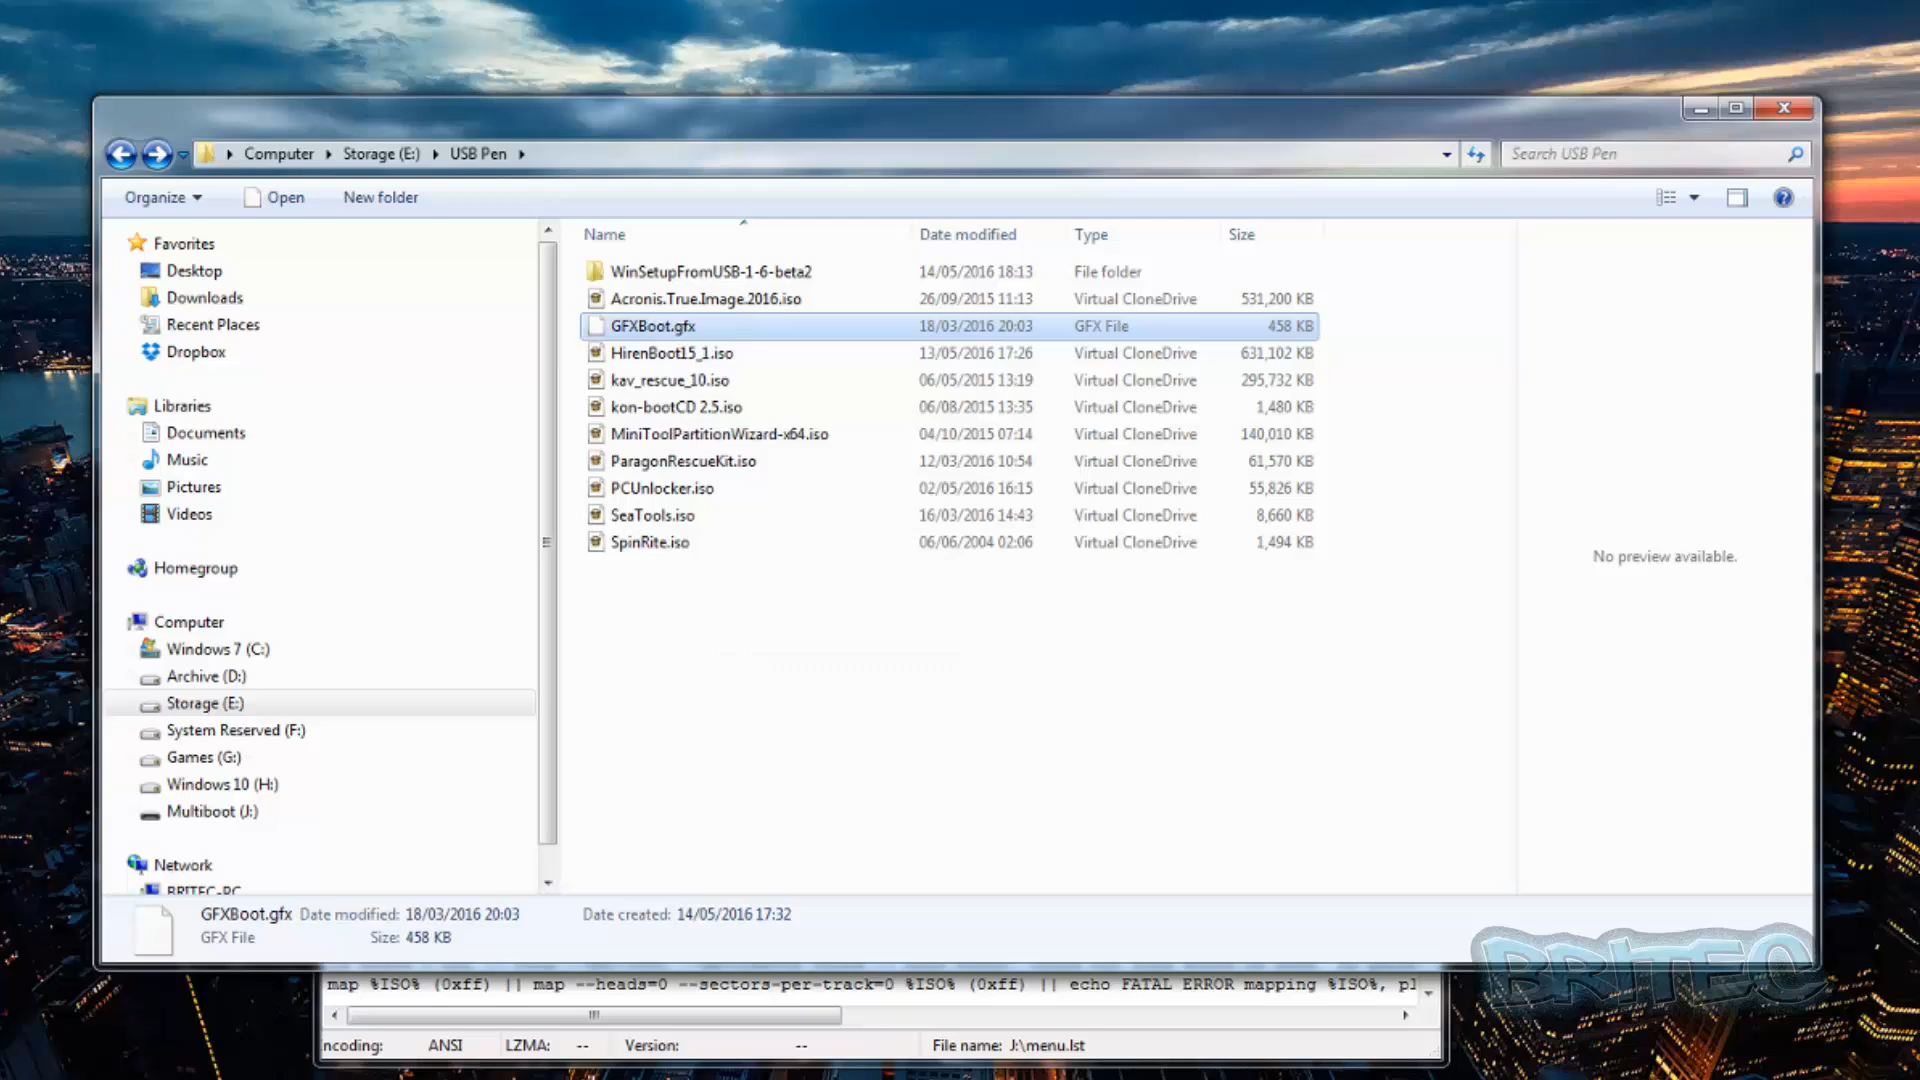 Computer Storage (E:) USB Pen
Search USB Pen
Organize Open New folder
Favorites
Desktop
Downloads
Recent Places
Dropbox
Libraries
Documents
Music
Pictures
Videos
Homegroup
Computer
Windows 7 (C:)
Archive (D:)
Storage (E:)
System Reserved (F:)
Games (G:)
Windows 10 (H:)
Multiboot (J:)
Network
BRITEC-PC
Name Date modified Type Size
WinSetupFromUSB-1-6-beta2 14/05/2016 18:13 File folder
Acronis.True.Image.2016.iso 26/09/2015 11:13 Virtual CloneDrive 531,200 KB
GFXBoot.gfx 18/03/2016 20:03 GFX File 458 KB
HirenBoot15_1.iso 13/05/2016 17:26 Virtual CloneDrive 631,102 KB
kav_rescue_10.iso 06/05/2015 13:19 Virtual CloneDrive 295,732 KB
kon-bootCD 2.5.iso 06/08/2015 13:35 Virtual CloneDrive 1,480 KB
MiniToolPartitionWizard-x64.iso 04/10/2015 07:14 Virtual CloneDrive 140,010 KB
ParagonRescueKit.iso 12/03/2016 10:54 Virtual CloneDrive 61,570 KB
PCUnlocker.iso 02/05/2016 16:15 Virtual CloneDrive 55,826 KB
SeaTools.iso 16/03/2016 14:43 Virtual CloneDrive 8,660 KB
SpinRite.iso 06/06/2004 02:06 Virtual CloneDrive 1,494 KB
No preview available.
GFXBoot.gfx Date modified: 18/03/2016 20:03 Date created: 14/05/2016 17:32
GFX File Size: 458 KB
BRITEC
map %ISO% (0xff) || map --heads=0 --sectors-per-track=0 %ISO% (0xff) || echo FATAL ERROR mapping %ISO%, pl
ncoding: ANSI LZMA: -- Version: -- File name: J:\menu.lst